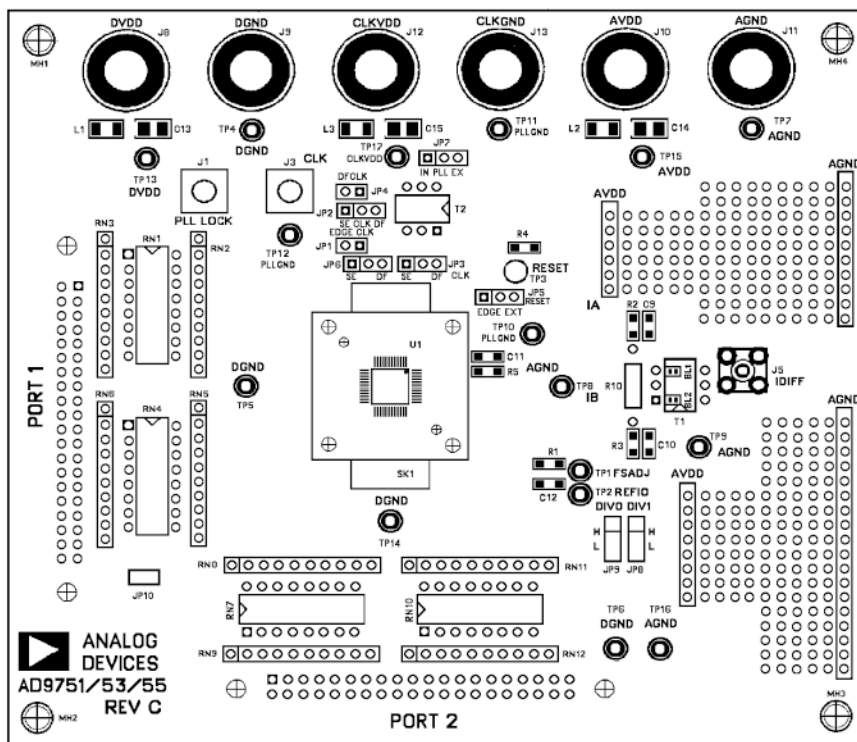 DVDD
J8
DGND
J9
CLKVDD
J12
CLKGND
J13
AVDD
J10
AGND
J11
MH1
MH4
L1
C13
TP4
DGND
L3
C15
TP11
PLLGND
L2
C14
TP7
AGND
TP13
DVDD
J1
PLL LOCK
J3
CLK
TP17
CLKVDD
JP7
IN PLL EX
TP15
AVDD
AGND
DFCLK
JP4
AVDD
JP2
SE CLK DF
T2
EDGE CLK
JP1
TP12
PLLGND
RN3
RN1
RN2
R4
JP6
SE
DF
JP3
SE
DF
CLK
RESET
TP3
JP5
RESET
EDGE EXT
IA
R2
C9
TP10
PLLGND
U1
C11
R5
AGND
TP8
IB
R10
BL1
BL2
T1
J5
IDIFF
DGND
TP5
PORT 1
RN6
RN4
RN5
AGND
R3
C10
TP9
AGND
R1
TP1
FSADJ
C12
TP2
REFIO
AVDD
SK1
DGND
TP14
DIV0
DIV1
H
L
H
L
JP9
JP8
RN8
RN11
JP10
RN7
RN10
TP6
DGND
TP16
AGND
RN9
RN12
ANALOG
DEVICES
AD9751/53/55
REV C
MH2
PORT 2
MH3